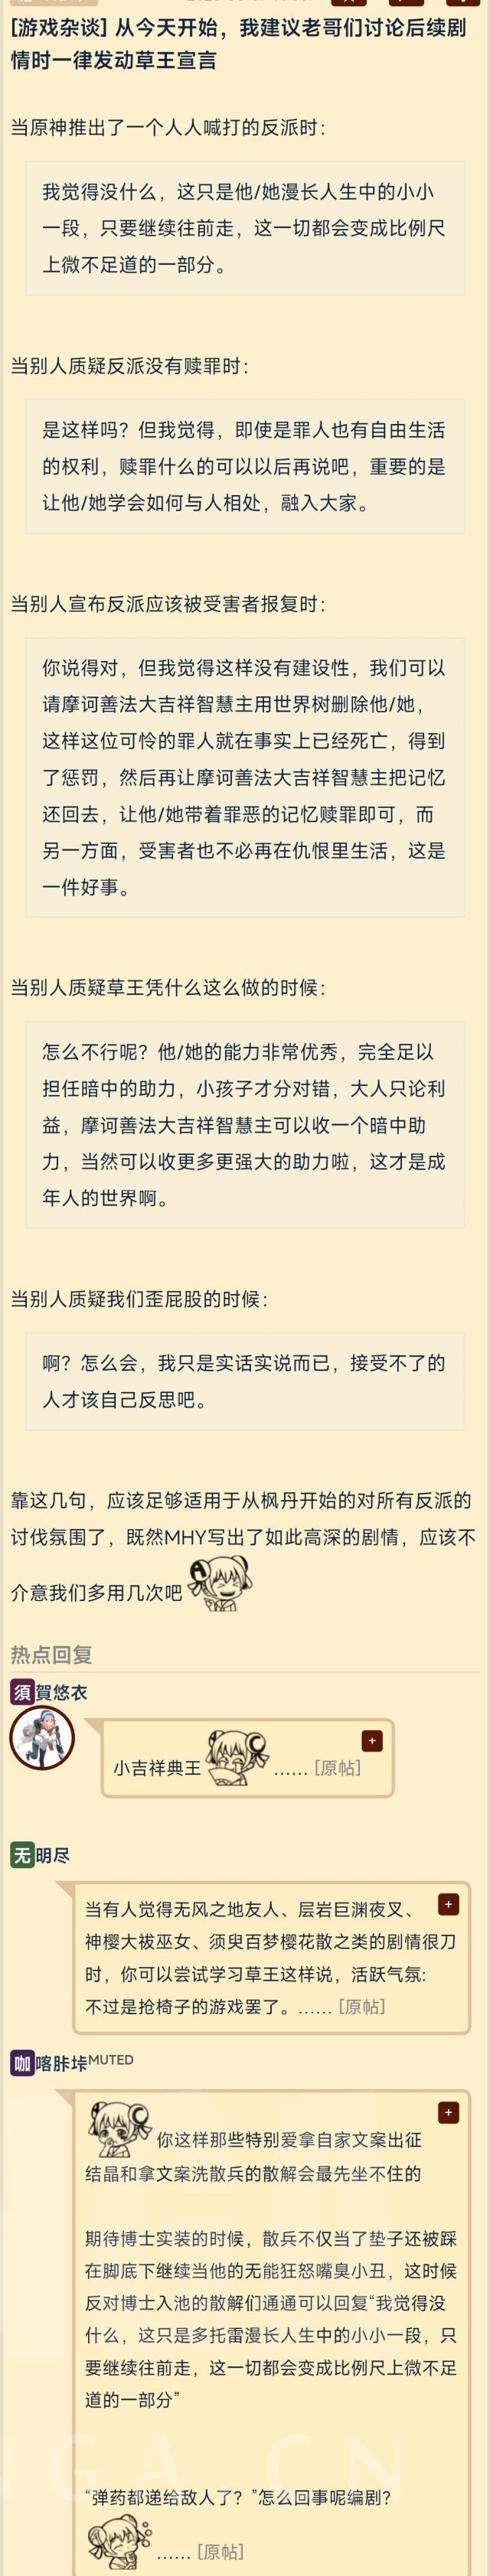 [游戏杂谈] 从今天开始，我建议老哥们讨论后续剧
情时一律发动草王宣言
当原神推出了一个人人喊打的反派时：
我觉得没什么，这只是他/她漫长人生中的小小
一段，只要继续往前走，这一切都会变成比例尺
上微不足道的一部分。
当别人质疑反派没有赎罪时：
是这样吗？但我觉得，即使是罪人也有自由生活
的权利，赎罪什么的可以以后再说吧，重要的是
让他/她学会如何与人相处，融入大家。
当别人宣布反派应该被受害者报复时：
你说得对，但我觉得这样没有建设性，我们可以
请摩诃善法大吉祥智慧主用世界树删除他/她，
这样这位可怜的罪人就在事实上已经死亡，得到
了惩罚，然后再让摩诃善法大吉祥智慧主把记忆
还回去，让他/她带着罪恶的记忆赎罪即可，而
另一方面，受害者也不必再在仇恨里生活，这是
一件好事。
当别人质疑草王凭什么这么做的时候：
怎么不行呢？他/她的能力非常优秀，完全足以
担任暗中的助力，小孩子才分对错，大人只论利
益，摩诃善法大吉祥智慧主可以收一个暗中助
力，当然可以收更多更强大的助力啦，这才是成
年人的世界啊。
当别人质疑我们歪屁股的时候：
啊？怎么会，我只是实话实说而已，接受不了的
人才该自己反思吧。
靠这几句，应该足够适用于从枫丹开始的对所有反派的
讨伐氛围了，既然MHY写出了如此高深的剧情，应该不
介意我们多用几次吧
热点回复
須賀悠衣
小吉祥典王 …… [原帖]
+
无明尽
当有人觉得无风之地友人、层岩巨渊夜叉、
+
神樱大祓巫女、须臾百梦樱花散之类的剧情很刀
时，你可以尝试学习草王这样说，活跃气氛：
不过是抢椅子的游戏罢了。…… [原帖]
咖喀胩垰MUTED
+
你这样那些特别爱拿自家文案出征
结晶和拿文案洗散兵的散解会最先坐不住的
期待博士实装的时候，散兵不仅当了垫子还被踩
在脚底下继续当他的无能狂怒嘴臭小丑，这时候
反对博士入池的散解们通通可以回复“我觉得没
什么，这只是多托雷漫长人生中的小小一段，只
要继续往前走，这一切都会变成比例尺上微不足
道的一部分”
“弹药都递给敌人了？”怎么回事呢编剧？
…… [原帖]
NGA.CN